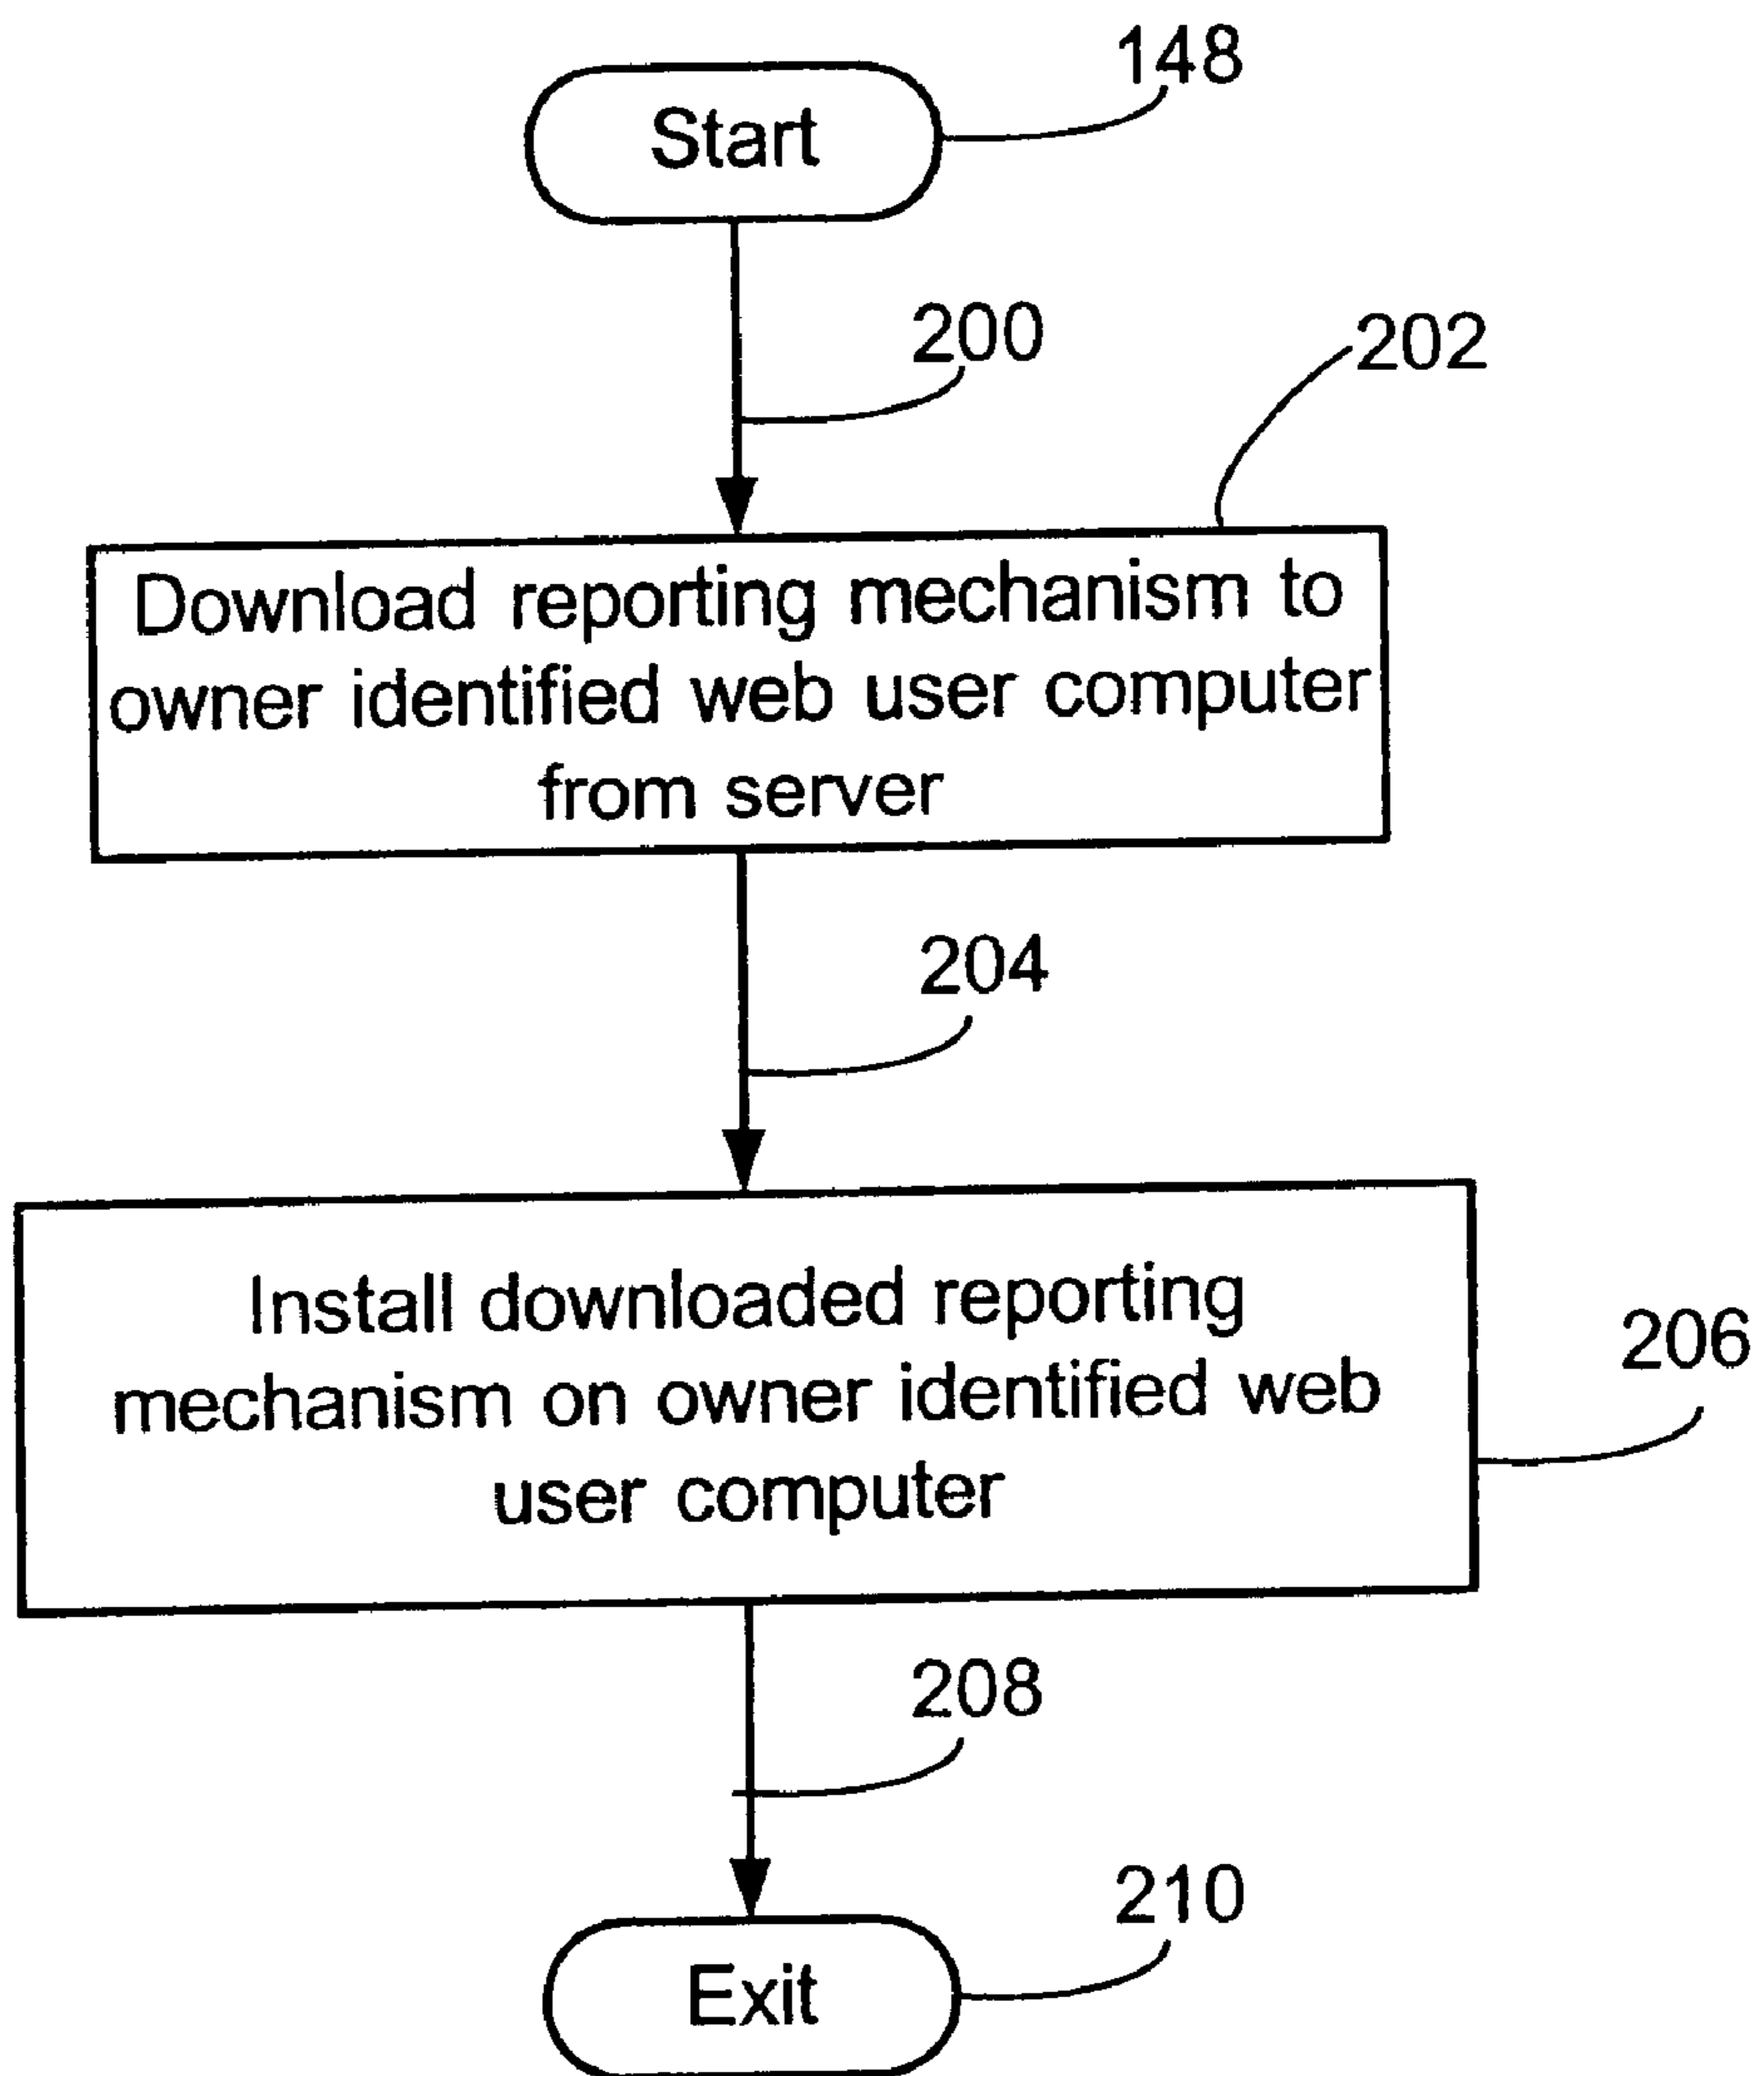 148
Start
200
202
Download reporting mechanism to
owner identified web user computer
from server
204
Install downloaded reporting
mechanism on owner identified web
user computer
206
208
210
Exit